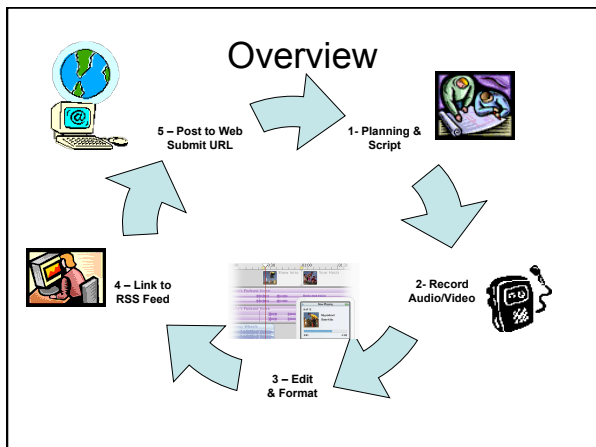 Overview
1- Planning &
Script
2- Record
Audio/Video
3 – Edit
& Format
4 – Link to
RSS Feed
5 – Post to Web
Submit URL
@